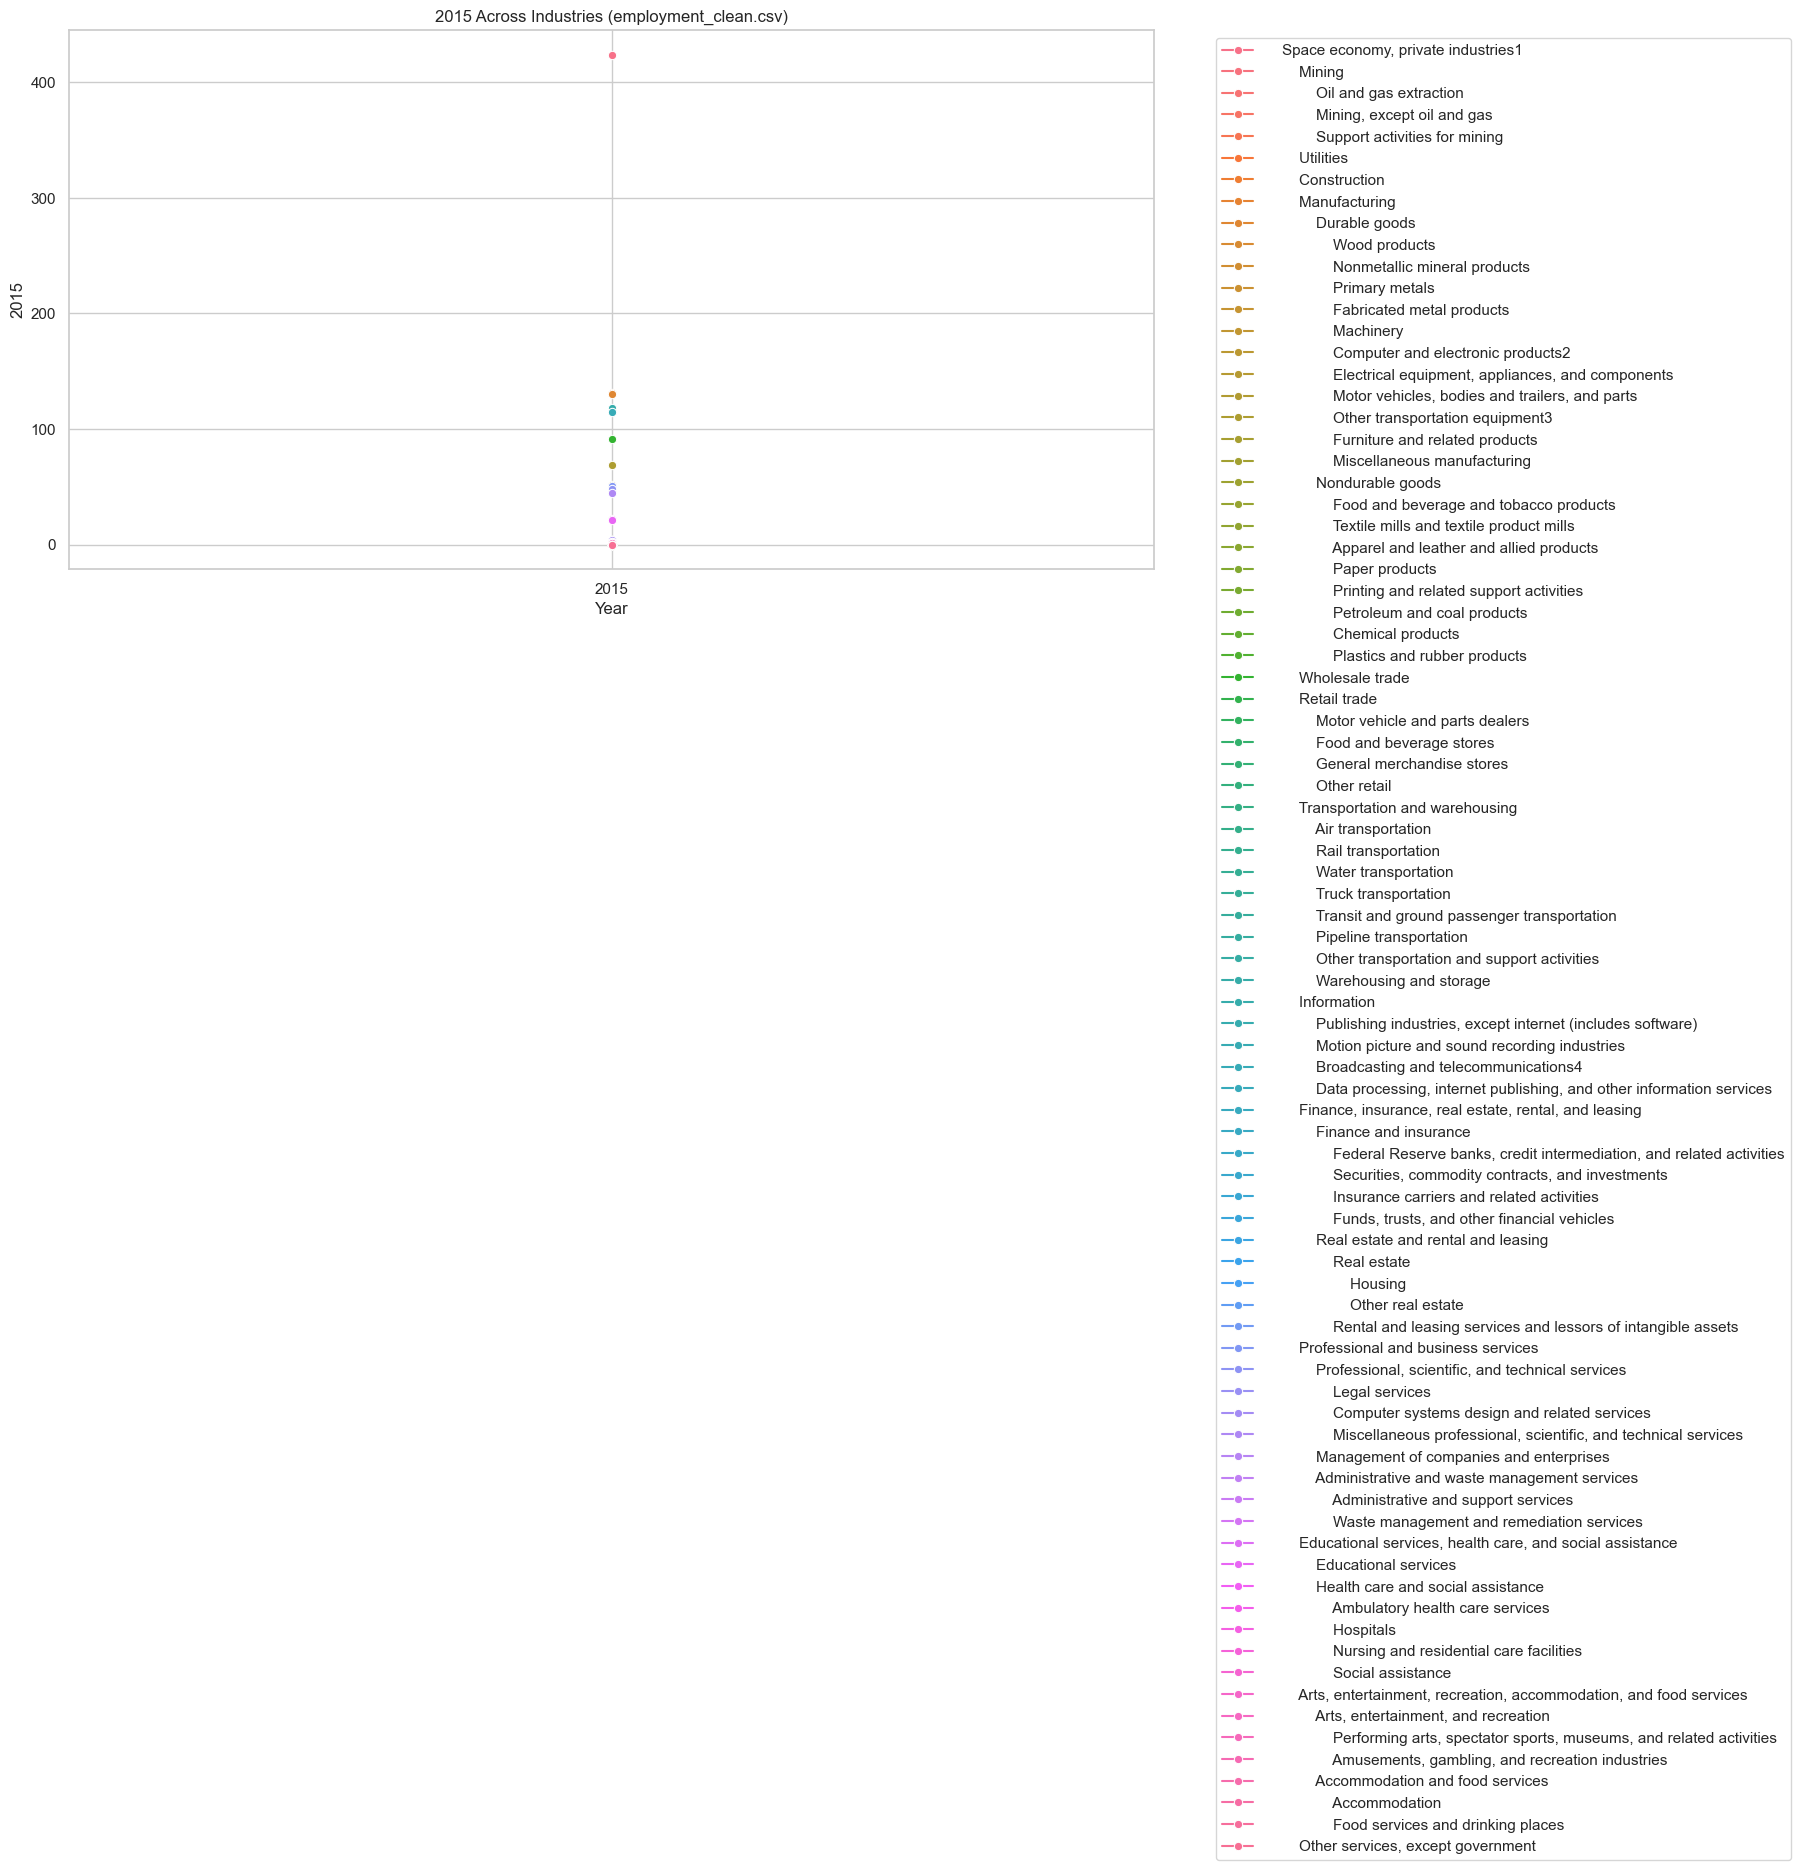 2015 Across Industries (employment_clean.csv)
400
300
200
100
0
2015
2015
Year
Space economy, private industries1
Mining
Oil and gas extraction
Mining, except oil and gas
Support activities for mining
Utilities
Construction
Manufacturing
Durable goods
Wood products
Nonmetallic mineral products
Primary metals
Fabricated metal products
Machinery
Computer and electronic products2
Electrical equipment, appliances, and components
Motor vehicles, bodies and trailers, and parts
Other transportation equipment3
Furniture and related products
Miscellaneous manufacturing
Nondurable goods
Food and beverage and tobacco products
Textile mills and textile product mills
Apparel and leather and allied products
Paper products
Printing and related support activities
Petroleum and coal products
Chemical products
Plastics and rubber products
Wholesale trade
Retail trade
Motor vehicle and parts dealers
Food and beverage stores
General merchandise stores
Other retail
Transportation and warehousing
Air transportation
Rail transportation
Water transportation
Truck transportation
Transit and ground passenger transportation
Pipeline transportation
Other transportation and support activities
Warehousing and storage
Information
Publishing industries, except internet (includes software)
Motion picture and sound recording industries
Broadcasting and telecommunications4
Data processing, internet publishing, and other information services
Finance, insurance, real estate, rental, and leasing
Finance and insurance
Federal Reserve banks, credit intermediation, and related activities
Securities, commodity contracts, and investments
Insurance carriers and related activities
Funds, trusts, and other financial vehicles
Real estate and rental and leasing
Real estate
Housing
Other real estate
Rental and leasing services and lessors of intangible assets
Professional and business services
Professional, scientific, and technical services
Legal services
Computer systems design and related services
Miscellaneous professional, scientific, and technical services
Management of companies and enterprises
Administrative and waste management services
Administrative and support services
Waste management and remediation services
Educational services, health care, and social assistance
Educational services
Health care and social assistance
Ambulatory health care services
Hospitals
Nursing and residential care facilities
Social assistance
Arts, entertainment, recreation, accommodation, and food services
Arts, entertainment, and recreation
Performing arts, spectator sports, museums, and related activities
Amusements, gambling, and recreation industries
Accommodation and food services
Accommodation
Food services and drinking places
Other services, except government